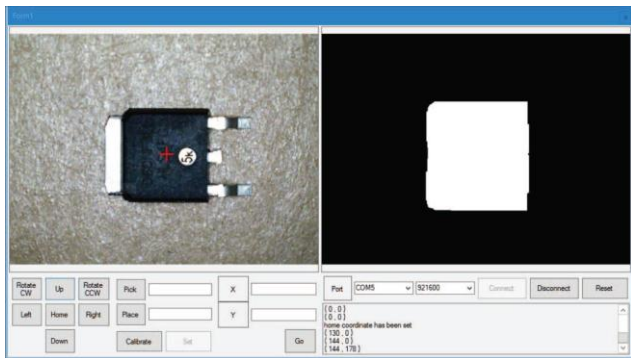 Form1
5k
Rotate CW
Up
Rotate CCW
Pick
X
Port
COM5
921600
Connect
Disconnect
Reset
Left
Home
Right
Place
Y
Down
Calibrate
Set
Go
(0 , 0)
(0 , 0)
home coordinate has been set
(130 , 0)
(144 , 0)
(144 , 178)